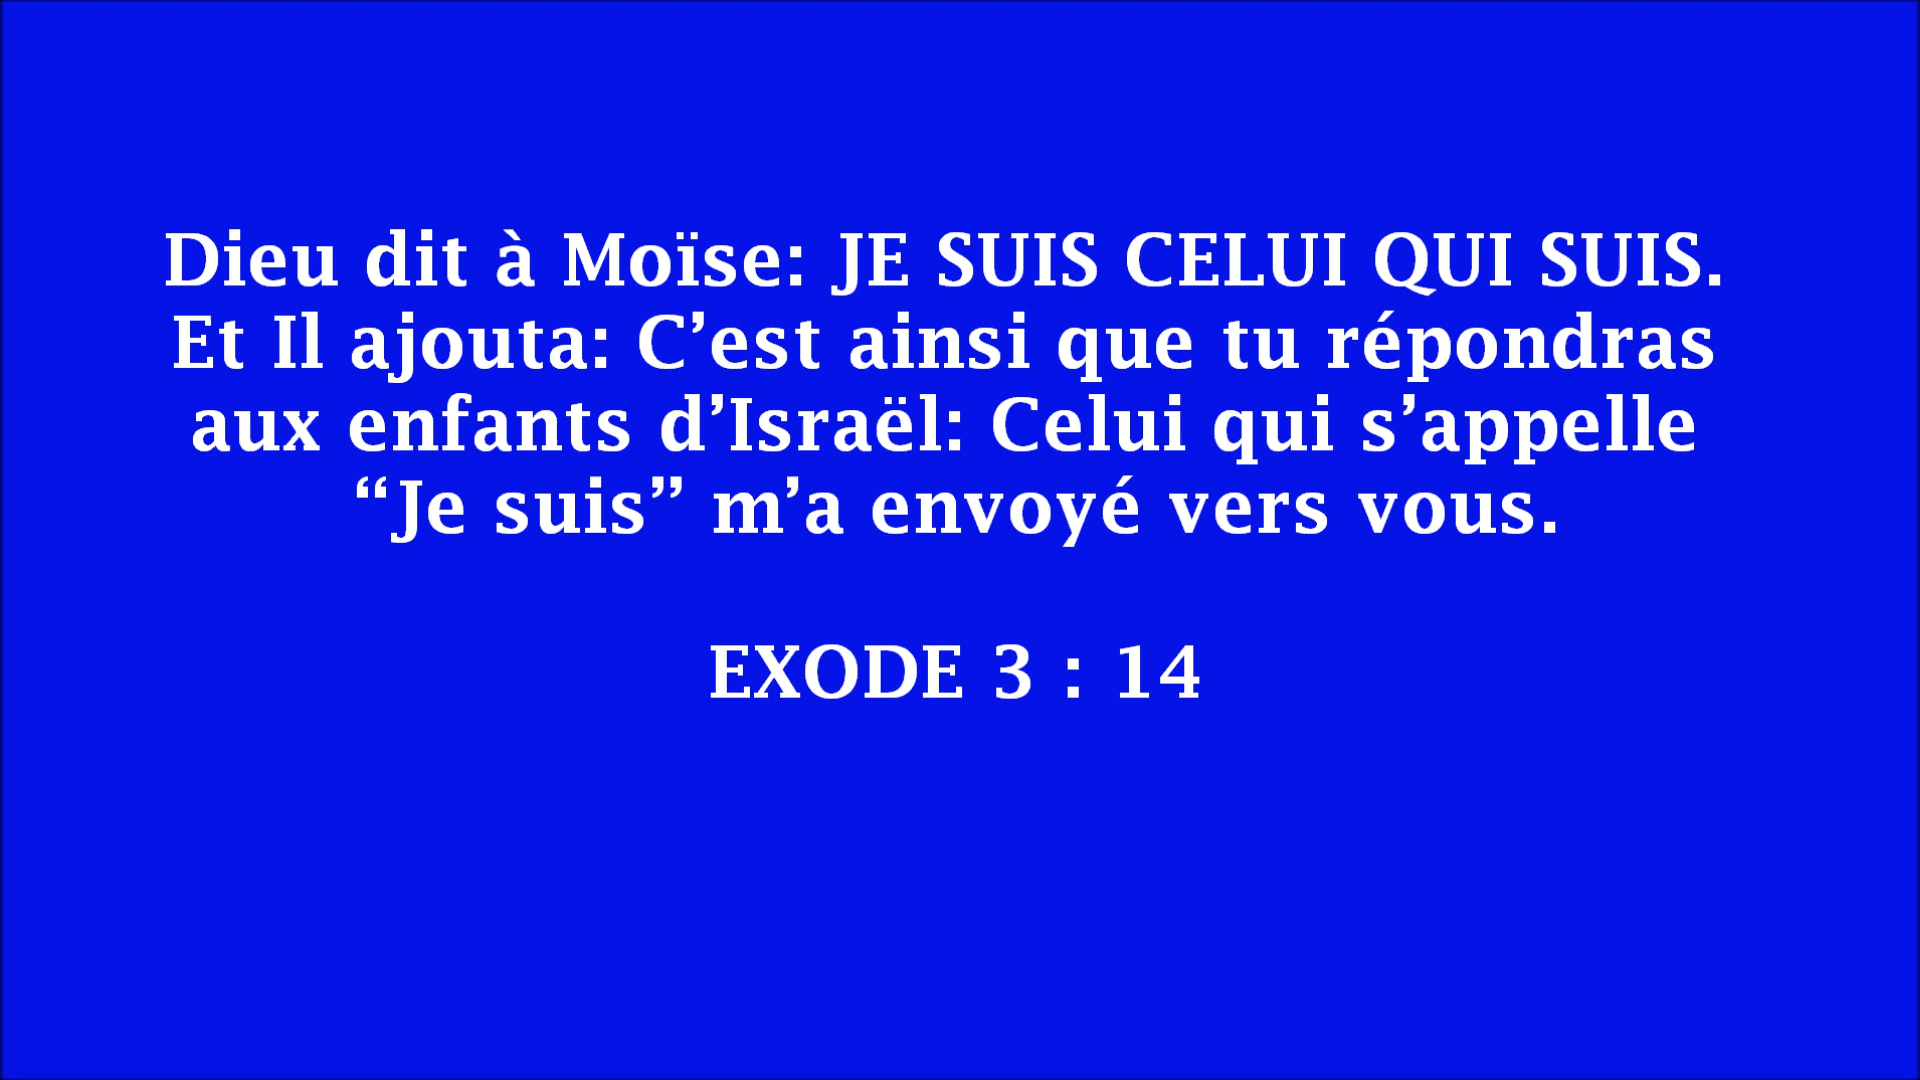 Dieu dit à Moïse: JE SUIS CELUI QUI SUIS.
Et Il ajouta: C’est ainsi que tu répondras
aux enfants d’Israël: Celui qui s’appelle
“Je suis” m’a envoyé vers vous.
EXODE 3 : 14